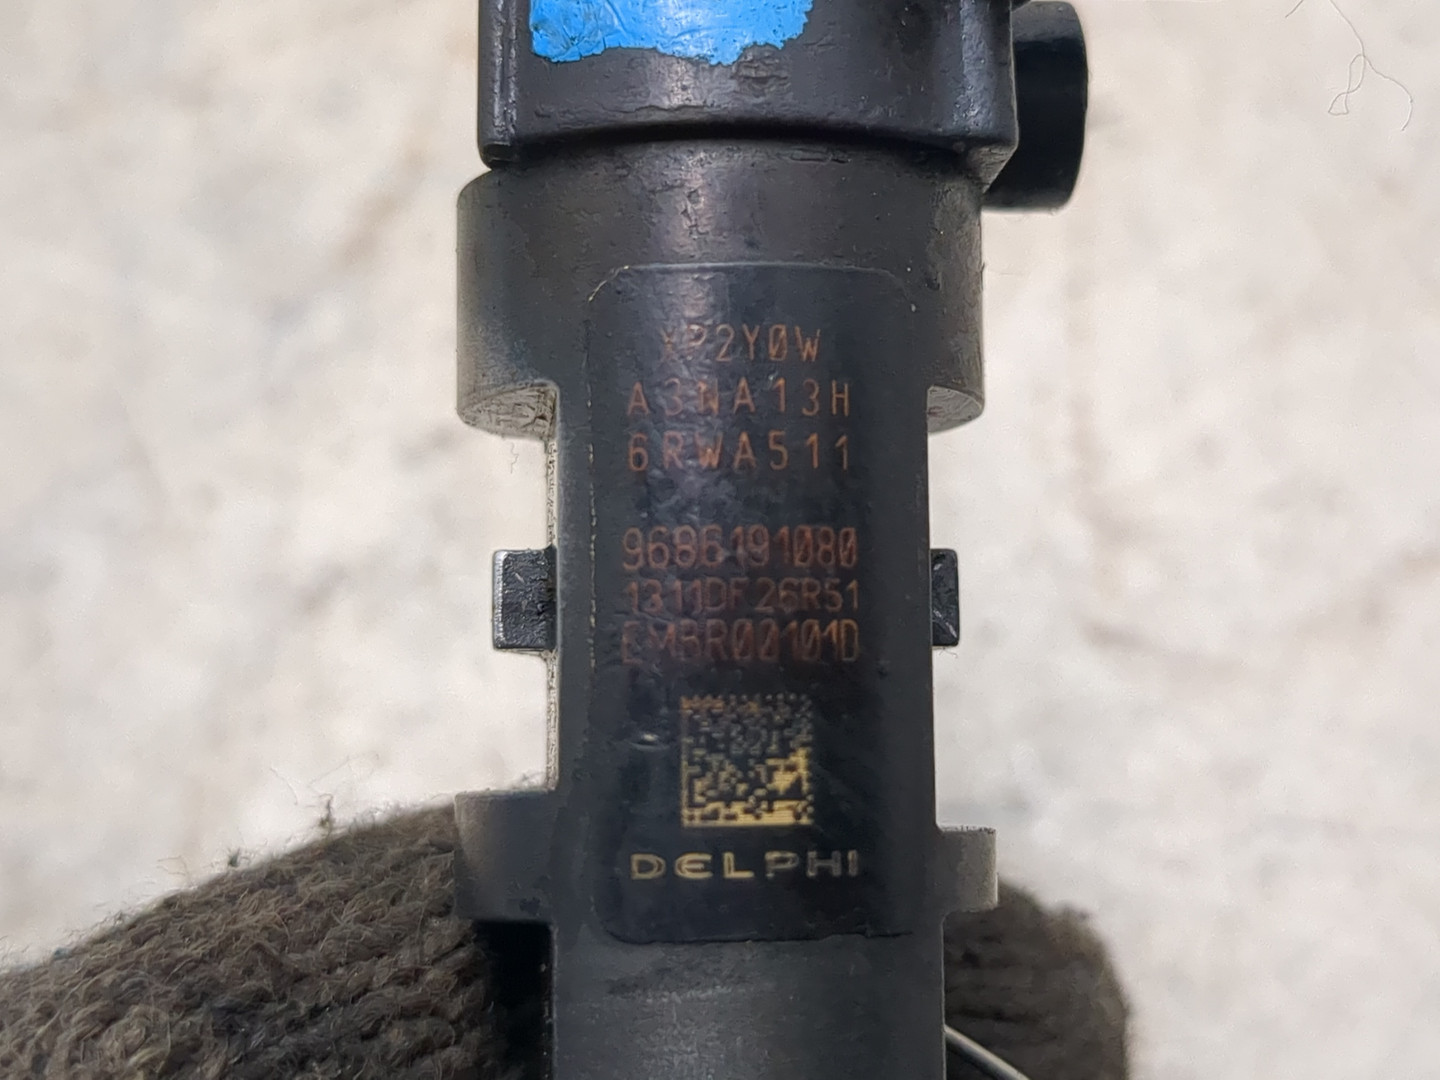 XP2Y0W
A3NA13H
6RWA511
9686191080
1311DF26R51
EMBR00101D
DELPHI